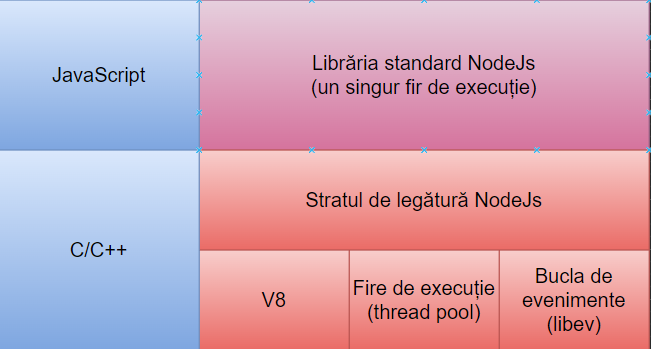 JavaScript
Librăria standard NodeJs
(un singur fir de execuție)
C/C++
Stratul de legătură NodeJs
V8
Fire de execuție
(thread pool)
Bucla de
evenimente
(libev)